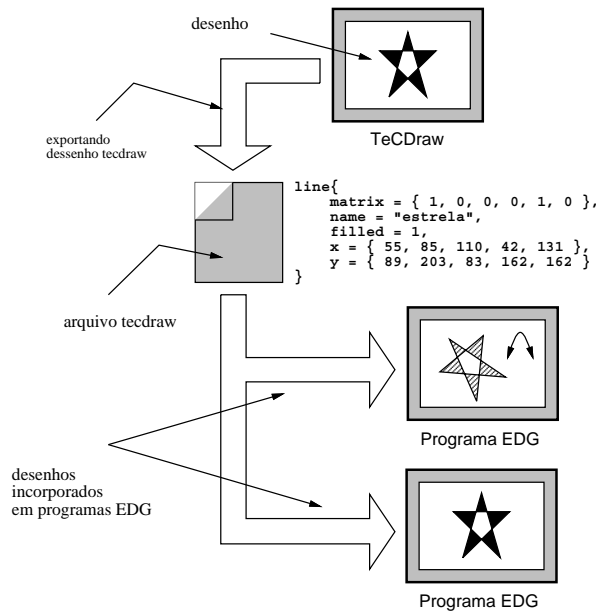 desenho
TeCDraw
exportando
dessenho tecdraw
line{
matrix = { 1, 0, 0, 0, 1, 0 },
name = "estrela",
filled = 1,
x = { 55, 85, 110, 42, 131 },
y = { 89, 203, 83, 162, 162 }
}
arquivo tecdraw
Programa EDG
desenhos
incorporados
em programas EDG
Programa EDG